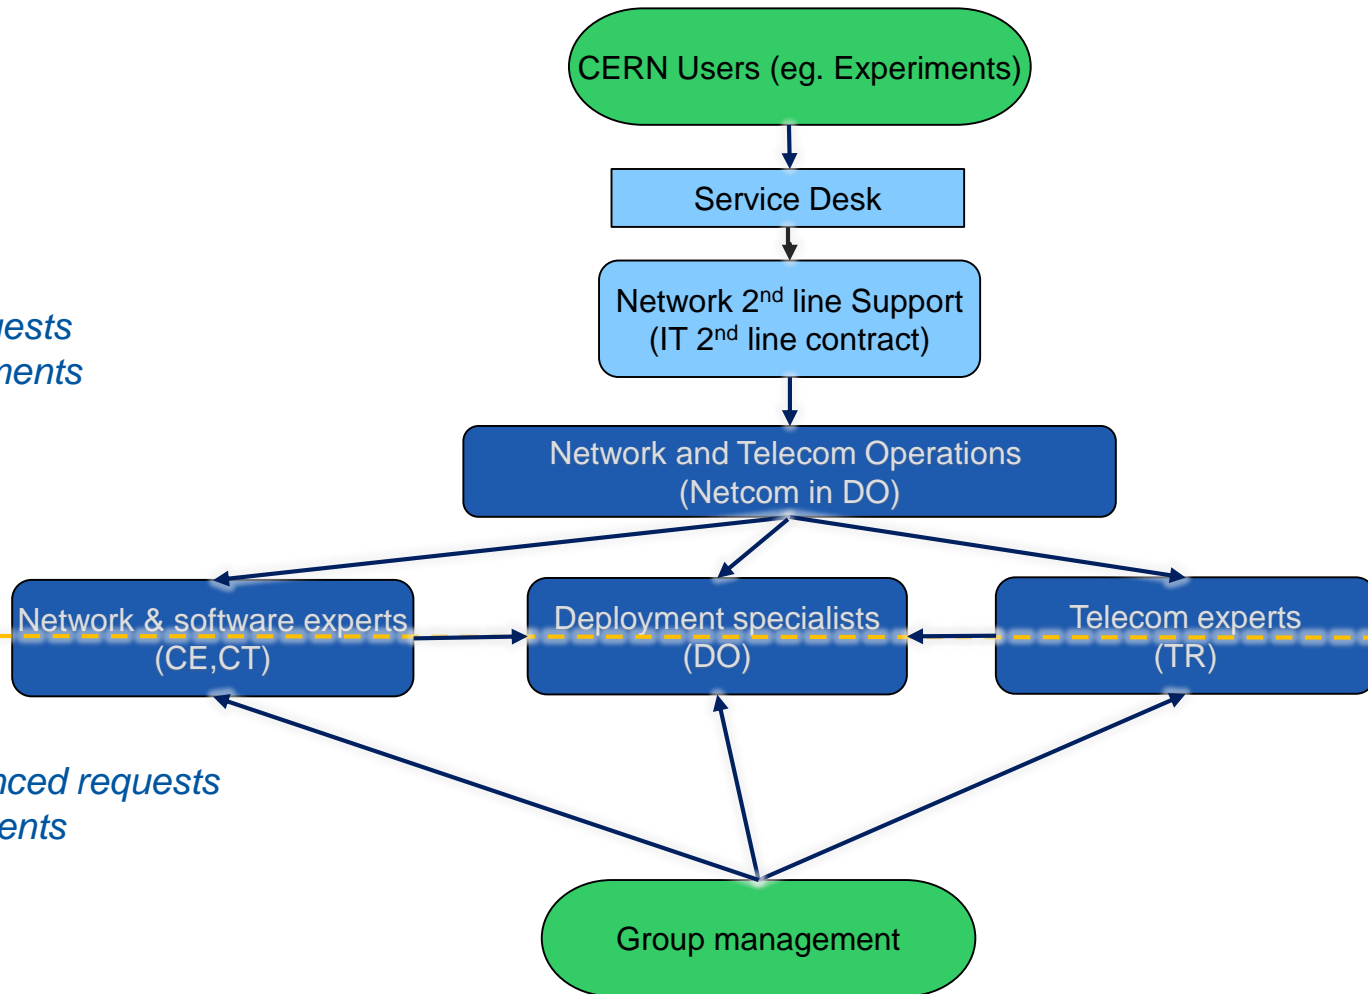 CERN Users (eg. Experiments)
Service Desk
Network 2nd line Support
(IT 2nd line contract)
Network and Telecom Operations
(Netcom in DO)
Network & software experts
(CE,CT)
Deployment specialists
(DO)
Telecom experts
(TR)
requests
Group management